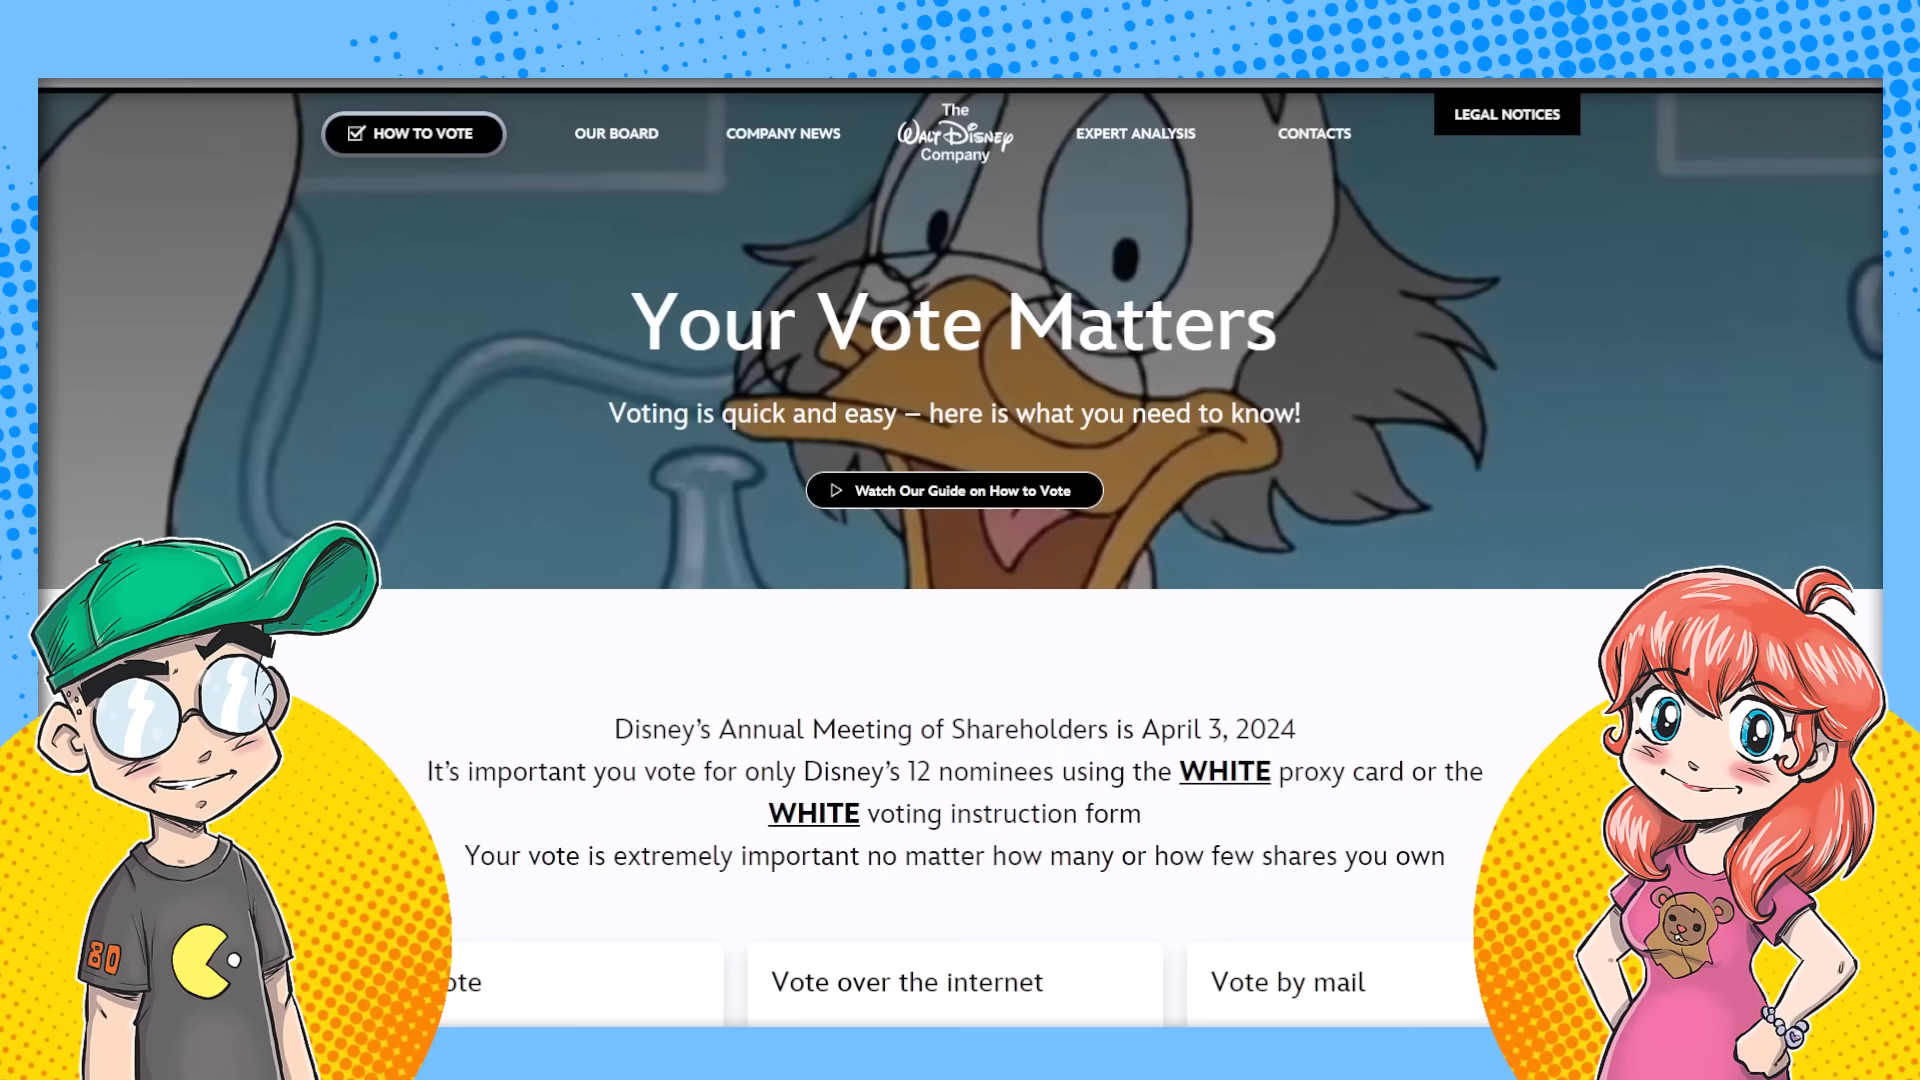 HOW TO VOTE
OUR BOARD
COMPANY NEWS
The
WALT DISNEY
Company
EXPERT ANALYSIS
CONTACTS
LEGAL NOTICES
Your Vote Matters
Voting is quick and easy – here is what you need to know!
Watch Our Guide on How to Vote
Disney’s Annual Meeting of Shareholders is April 3, 2024
It’s important you vote for only Disney’s 12 nominees using the WHITE proxy card or the
WHITE voting instruction form
Your vote is extremely important no matter how many or how few shares you own
Vote over the internet
Vote by mail
80